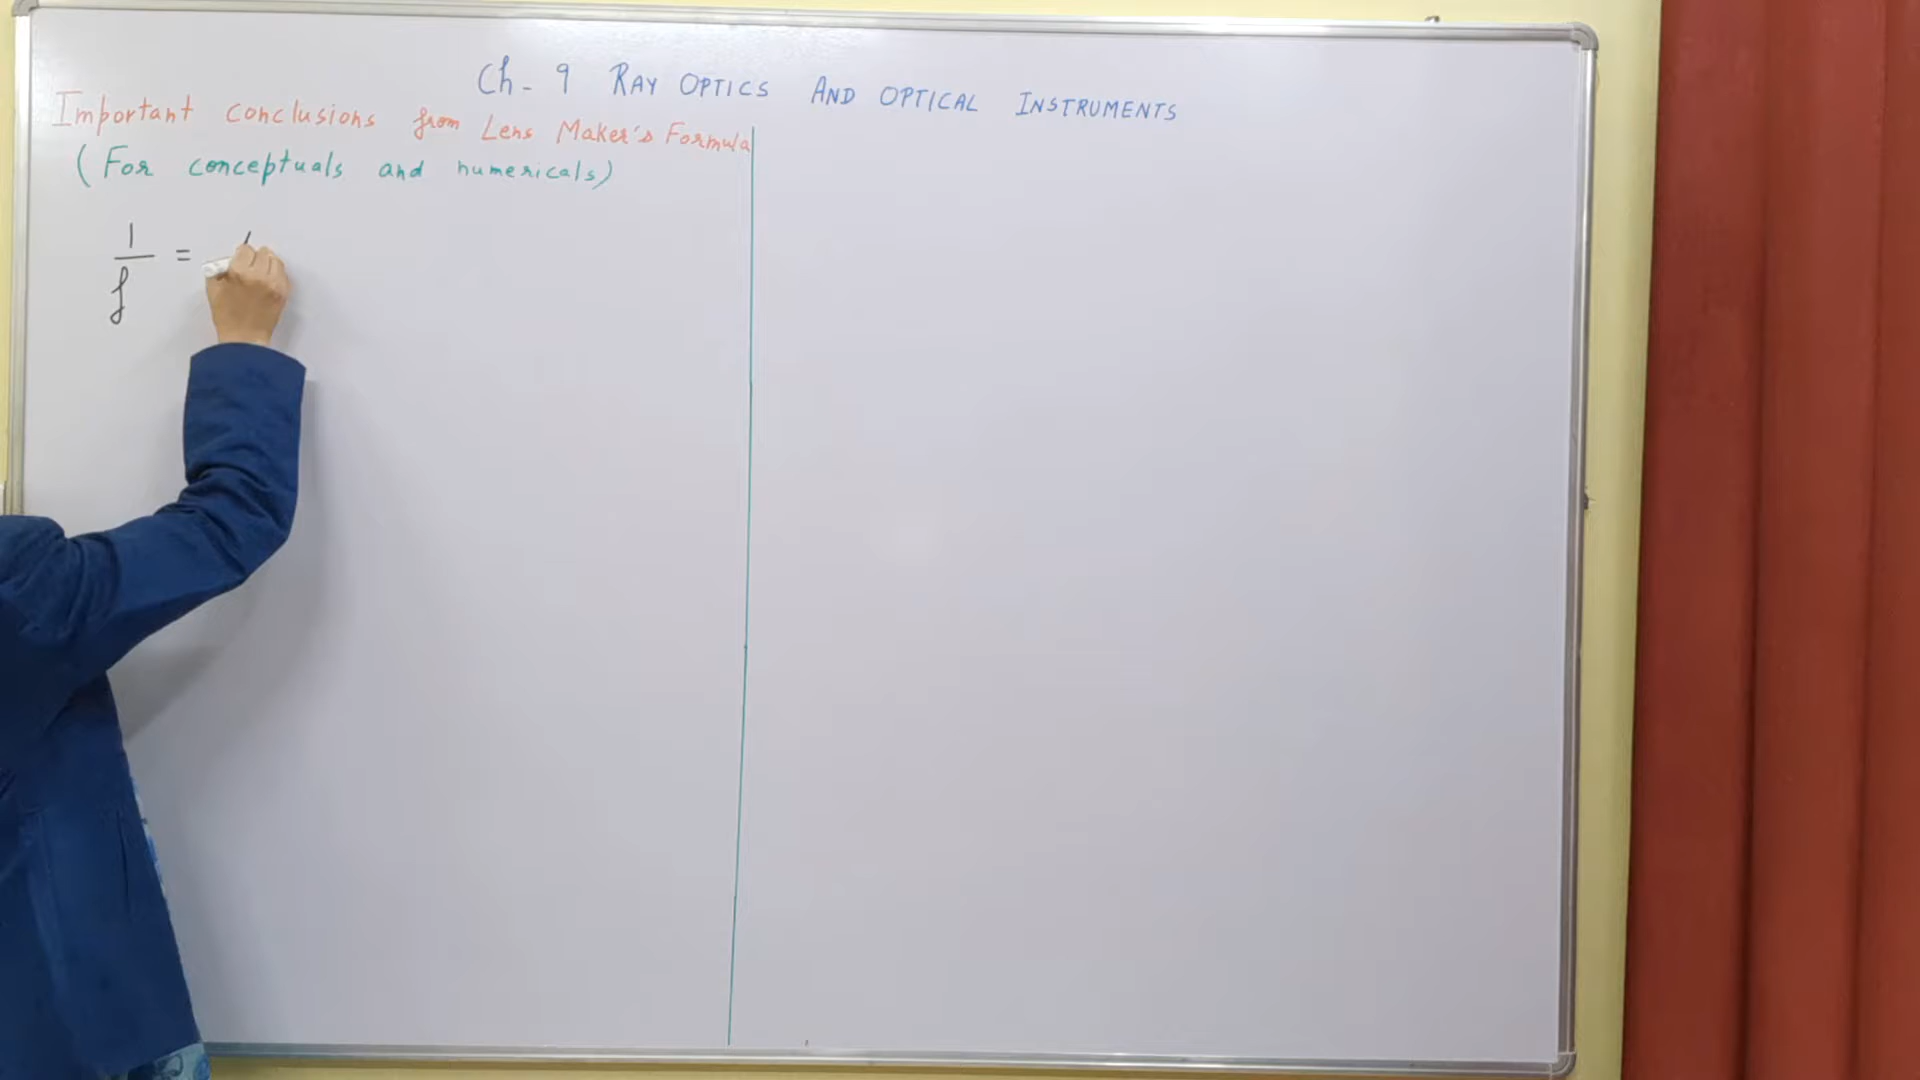 Ch - 9 RAY OPTICS AND OPTICAL INSTRUMENTS
Important conclusions from Lens Maker's Formula
(For conceptuals and numericals)
1/f =